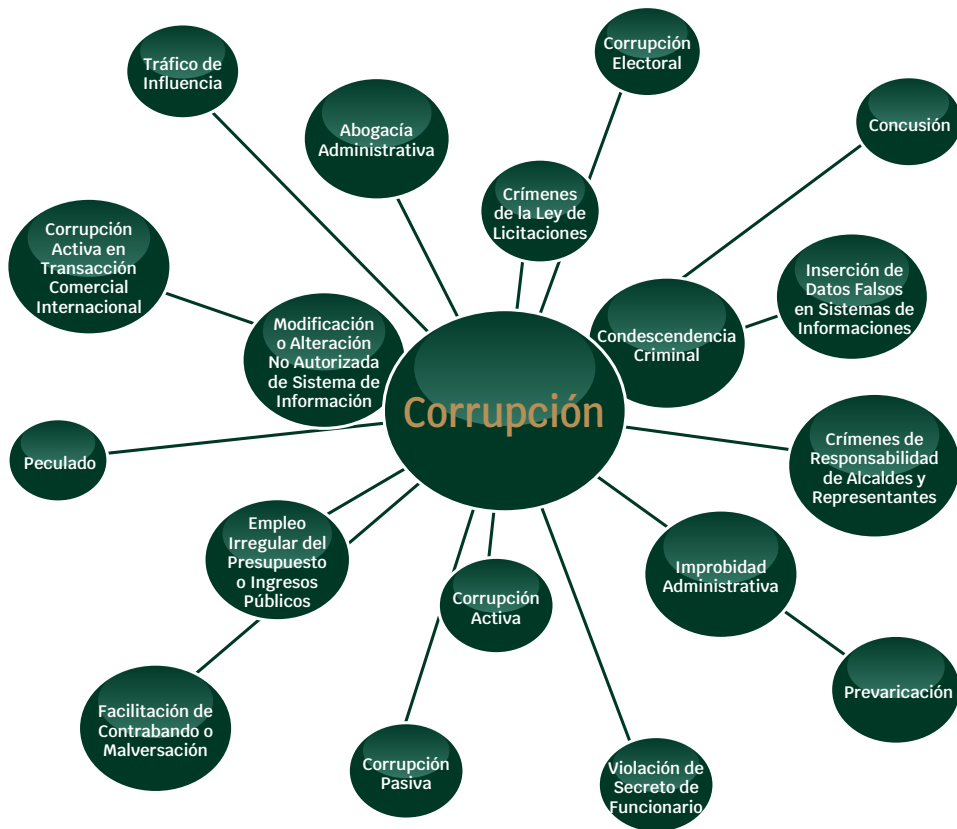 Corrupción
Electoral
Tráfico de
Influencia
Abogacía
Administrativa
Concusión
Crímenes
de la Ley de
Licitaciones
Corrupción
Activa en
Transacción
Comercial
Internacional
Inserción de
Datos Falsos
en Sistemas de
Informaciones
Modificación
o Alteración
No Autorizada
de Sistema de
Información
Condescendencia
Criminal
Corrupción
Peculado
Crímenes de
Responsabilidad
de Alcaldes y
Representantes
Empleo
Irregular del
Presupuesto
o Ingresos
Públicos
Improbidad
Administrativa
Corrupción
Activa
Prevaricación
Facilitación de
Contrabando o
Malversación
Corrupción
Pasiva
Violación de
Secreto de
Funcionario